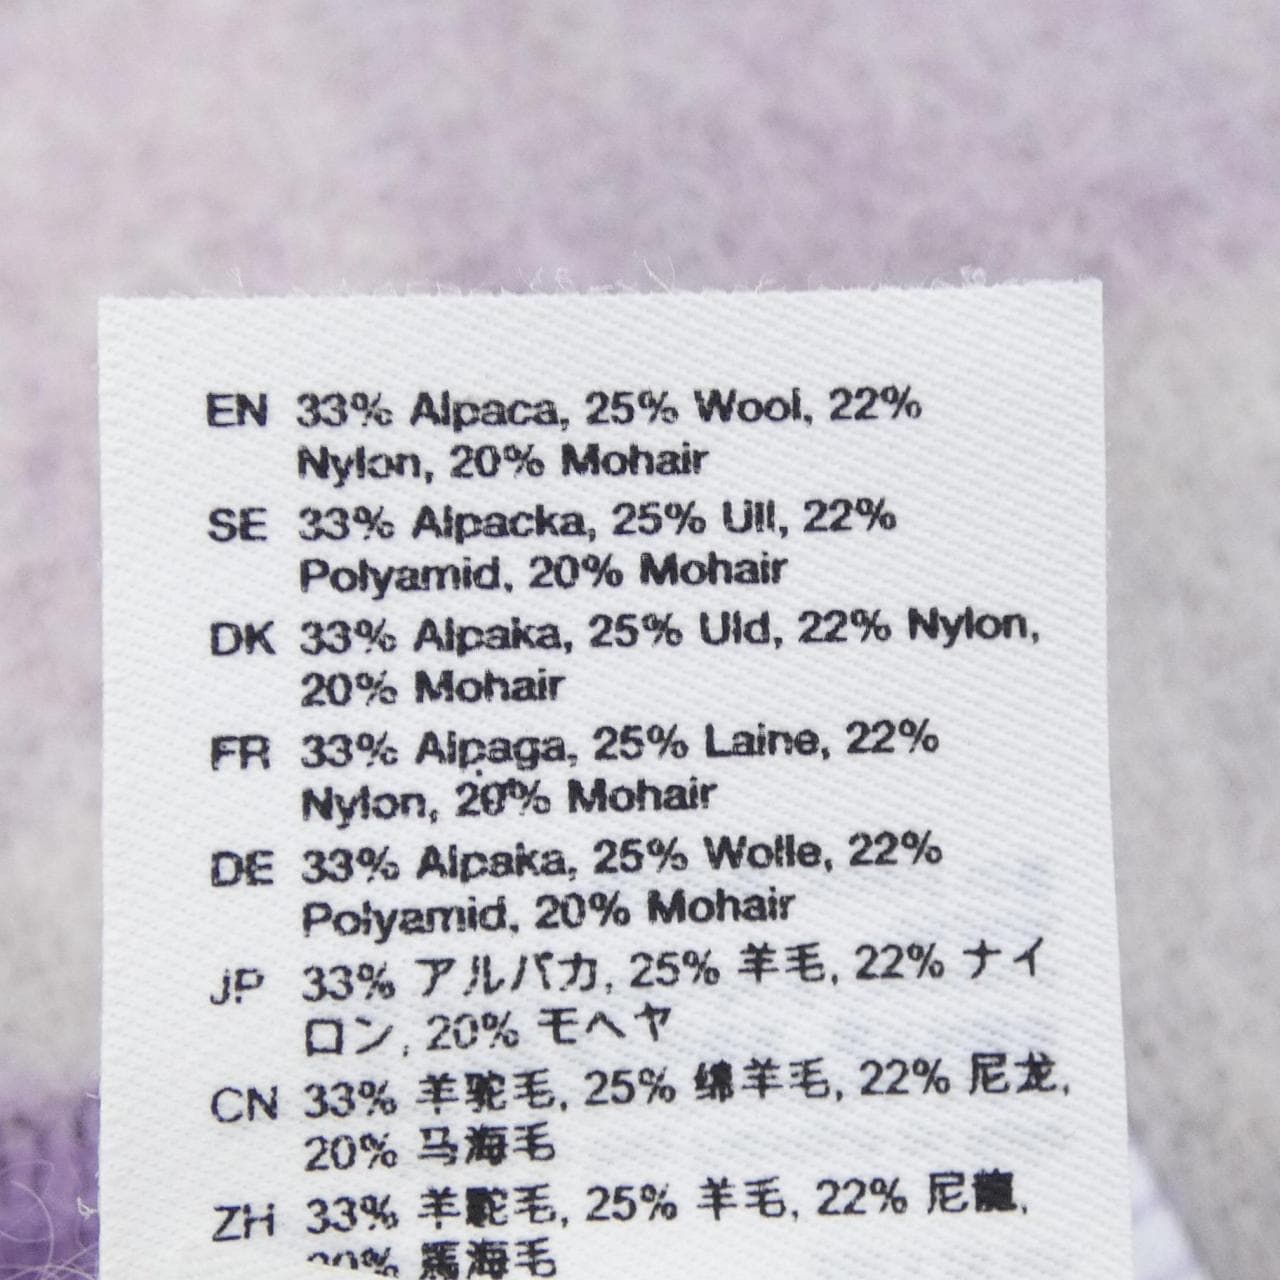 EN 33% Alpaca, 25% Wool, 22%
Nylon, 20% Mohair
SE 33% Alpacka, 25% Ull, 22%
Polyamid, 20% Mohair
DK 33% Alpaka, 25% Uld, 22% Nylon,
20% Mohair
FR 33% Alpaga, 25% Laine, 22%
Nylon, 20% Mohair
DE 33% Alpaka, 25% Wolle, 22%
Polyamid, 20% Mohair
JP 33% アルパカ, 25% 羊毛, 22% ナイ
ロン, 20% モヘヤ
CN 33% 羊驼毛, 25% 绵羊毛, 22% 尼龙,
20% 马海毛
ZH 33% 羊駝毛, 25% 羊毛, 22% 尼龍,
20% 馬海毛